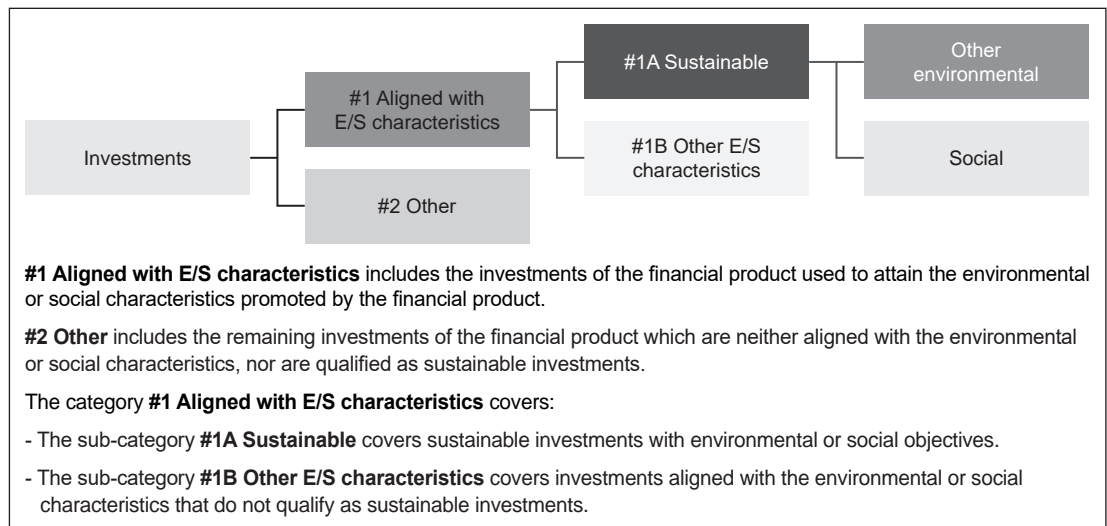 Investments
#1 Aligned with
E/S characteristics
#2 Other
#1A Sustainable
#1B Other E/S
characteristics
Other
environmental
Social
#1 Aligned with E/S characteristics includes the investments of the financial product used to attain the environmental
or social characteristics promoted by the financial product.
#2 Other includes the remaining investments of the financial product which are neither aligned with the environmental
or social characteristics, nor are qualified as sustainable investments.
The category #1 Aligned with E/S characteristics covers:
- The sub-category #1A Sustainable covers sustainable investments with environmental or social objectives.
- The sub-category #1B Other E/S characteristics covers investments aligned with the environmental or social
characteristics that do not qualify as sustainable investments.